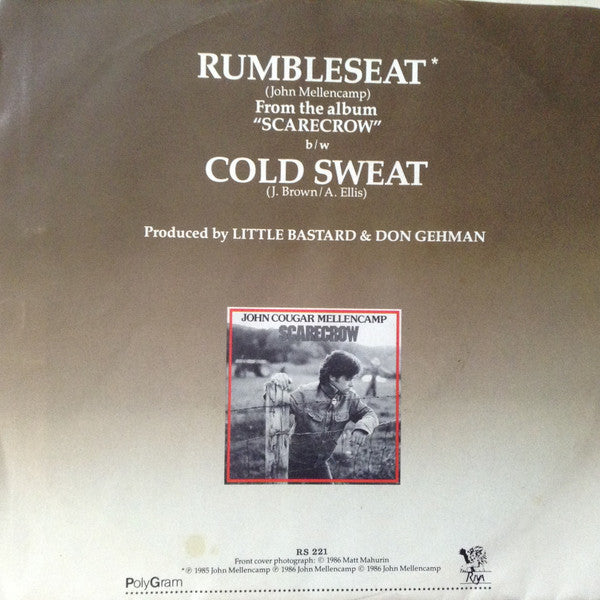 RUMBLESEAT*
(John Mellencamp)
From the album
"SCARECROW"
b/w
COLD SWEAT
(J. Brown/A. Ellis)
Produced by LITTLE BASTARD & DON GEHMAN
JOHN COUGAR MELLENCAMP
SCARECROW
RS 221
Front cover photograph: © 1986 Matt Mahurin
*℗ 1985 John Mellencamp ℗ 1986 John Mellencamp © 1986 John Mellencamp
PolyGram
Riva